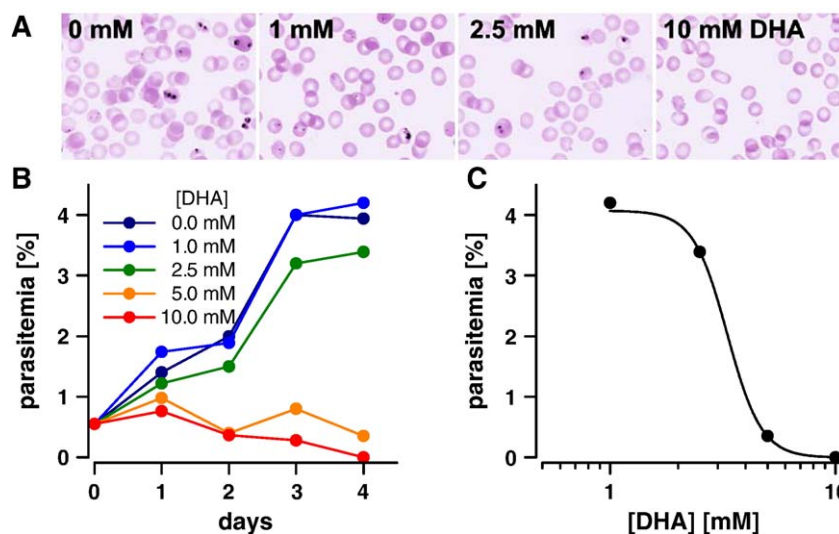 A
0 mM
1 mM
2.5 mM
10 mM DHA
B
parasitemia [%]
4
3
2
1
0
[DHA]
0.0 mM
1.0 mM
2.5 mM
5.0 mM
10.0 mM
0 1 2 3 4
days
C
parasitemia [%]
4
3
2
1
0
1 10
[DHA] [mM]